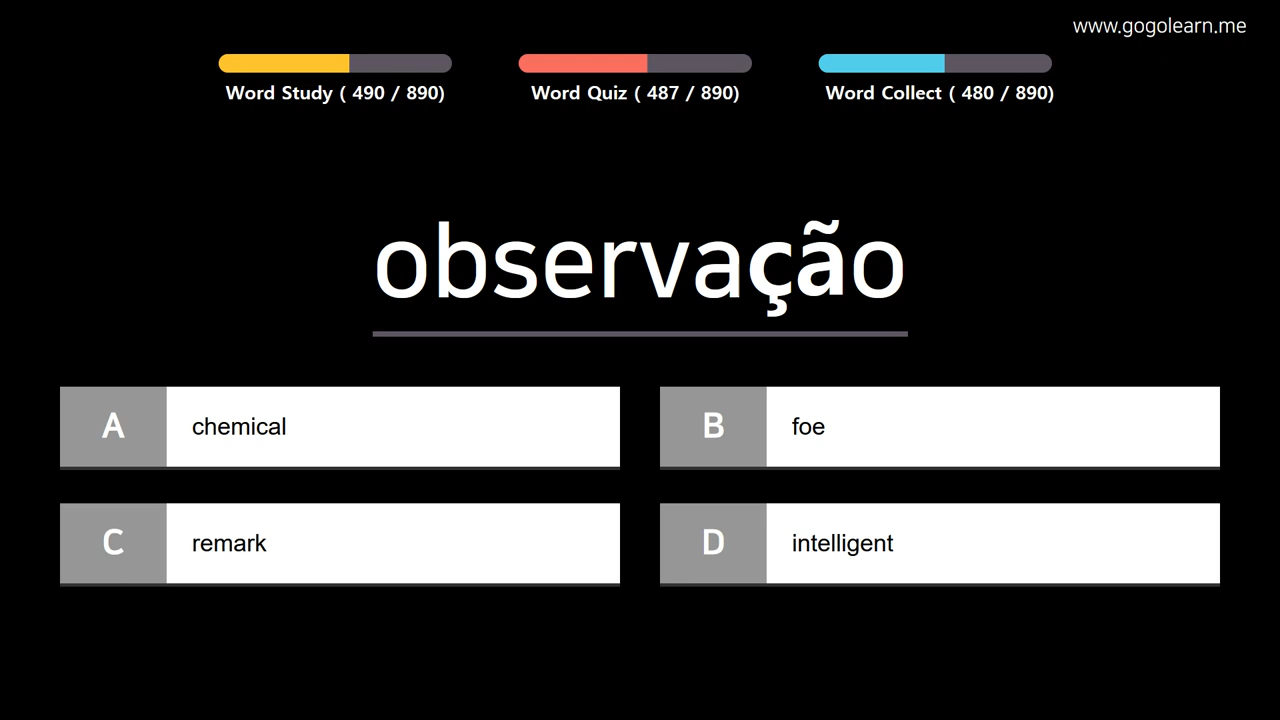 www.gogolearn.me
Word Study ( 490 / 890)
Word Quiz ( 487 / 890)
Word Collect ( 480 / 890)
observação
A chemical
B foe
C remark
D intelligent